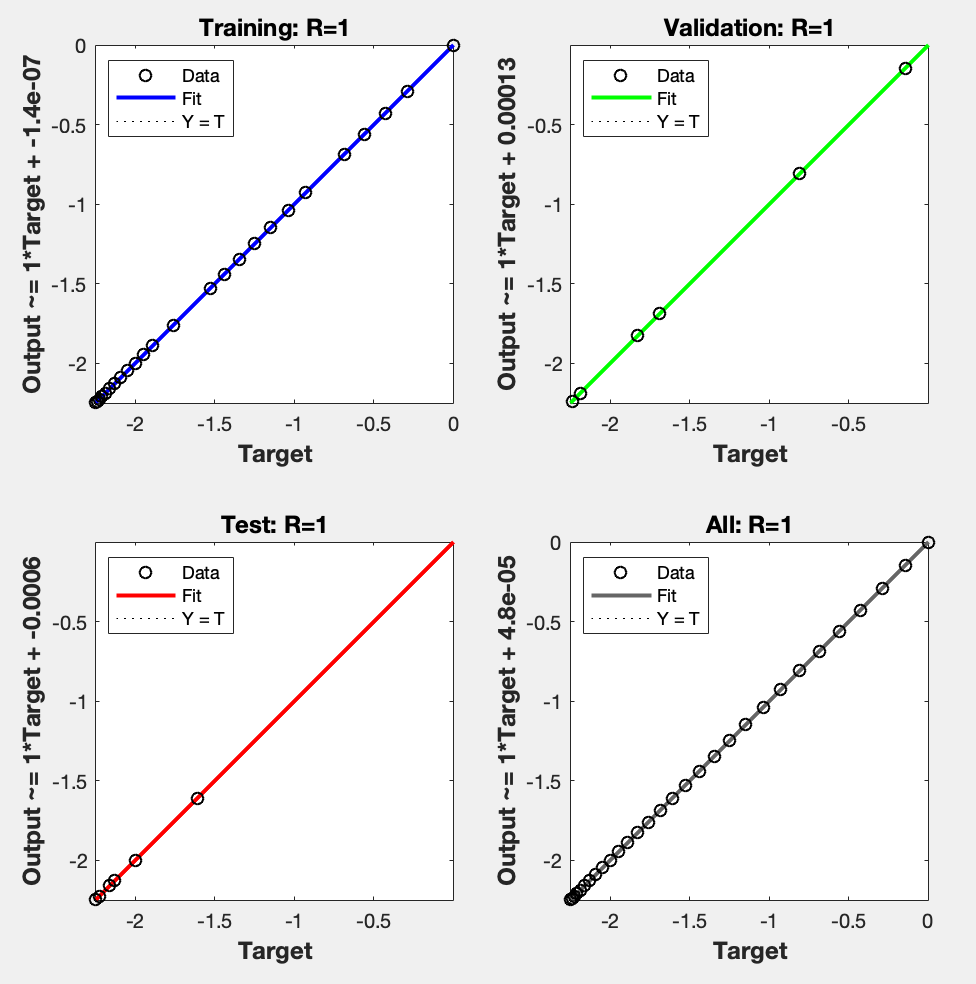 Training: R=1
Output ~= 1*Target + -1.4e-07
0
-0.5
-1
-1.5
-2
Data
Fit
Y = T
-2 -1.5 -1 -0.5 0
Target
Validation: R=1
Output ~= 1*Target + 0.00013
-0.5
-1
-1.5
-2
Data
Fit
Y = T
-2 -1.5 -1 -0.5
Target
Test: R=1
Output ~= 1*Target + -0.0006
-0.5
-1
-1.5
-2
Data
Fit
Y = T
-2 -1.5 -1 -0.5
Target
All: R=1
Output ~= 1*Target + 4.8e-05
0
-0.5
-1
-1.5
-2
Data
Fit
Y = T
-2 -1.5 -1 -0.5 0
Target